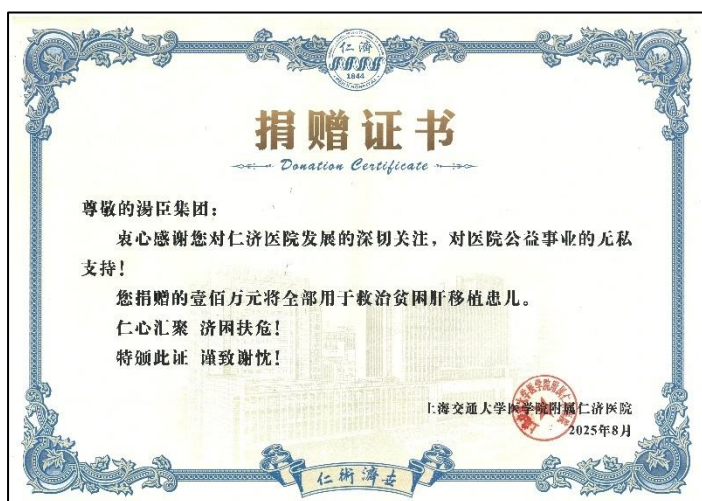 仁濟
1844
捐赠证书
Donation Certificate
尊敬的湯臣集团：
衷心感谢您对仁济医院发展的深切关注，对医院公益事业的无私
支持！
您捐赠的壹佰万元将全部用于救治贫困肝移植患儿。
仁心汇聚 济困扶危！
特颁此证 谨致谢忱！
上海交通大学医学院附属仁济医院
2025年8月
仁術濟世